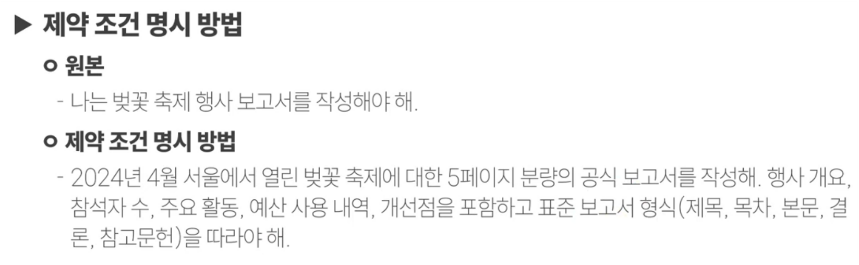 ▶ 제약 조건 명시 방법
ㅇ 원본
- 나는 벚꽃 축제 행사 보고서를 작성해야 해.
ㅇ 제약 조건 명시 방법
- 2024년 4월 서울에서 열린 벚꽃 축제에 대한 5페이지 분량의 공식 보고서를 작성해. 행사 개요,
참석자 수, 주요 활동, 예산 사용 내역, 개선점을 포함하고 표준 보고서 형식(제목, 목차, 본문, 결
론, 참고문헌)을 따라야 해.